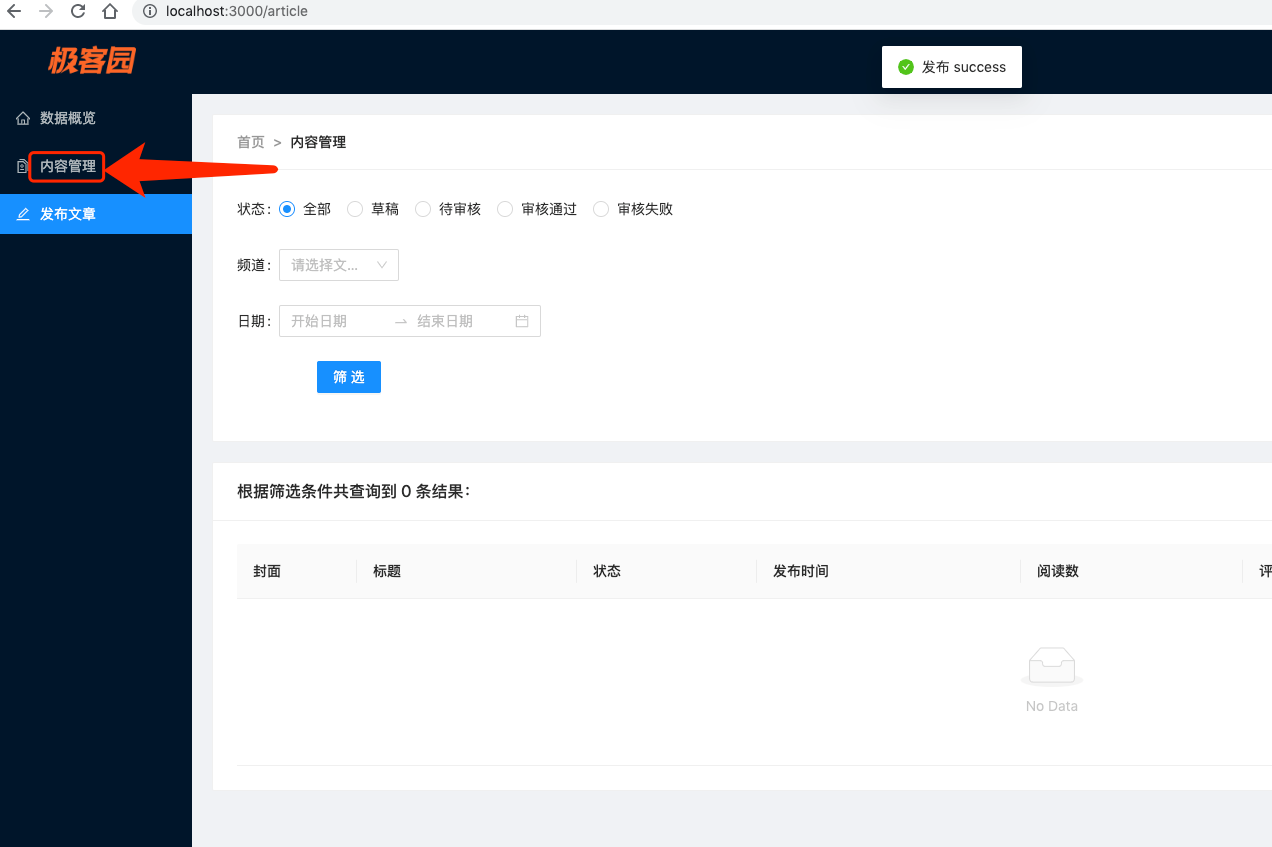 localhost:3000/article
极客园
发布 success
数据概览
内容管理
发布文章
首页 > 内容管理
状态: 全部 草稿 待审核 审核通过 审核失败
频道: 请选择文...
日期: 开始日期 → 结束日期
筛 选
根据筛选条件共查询到 0 条结果:
封面 标题 状态 发布时间 阅读数 评
No Data